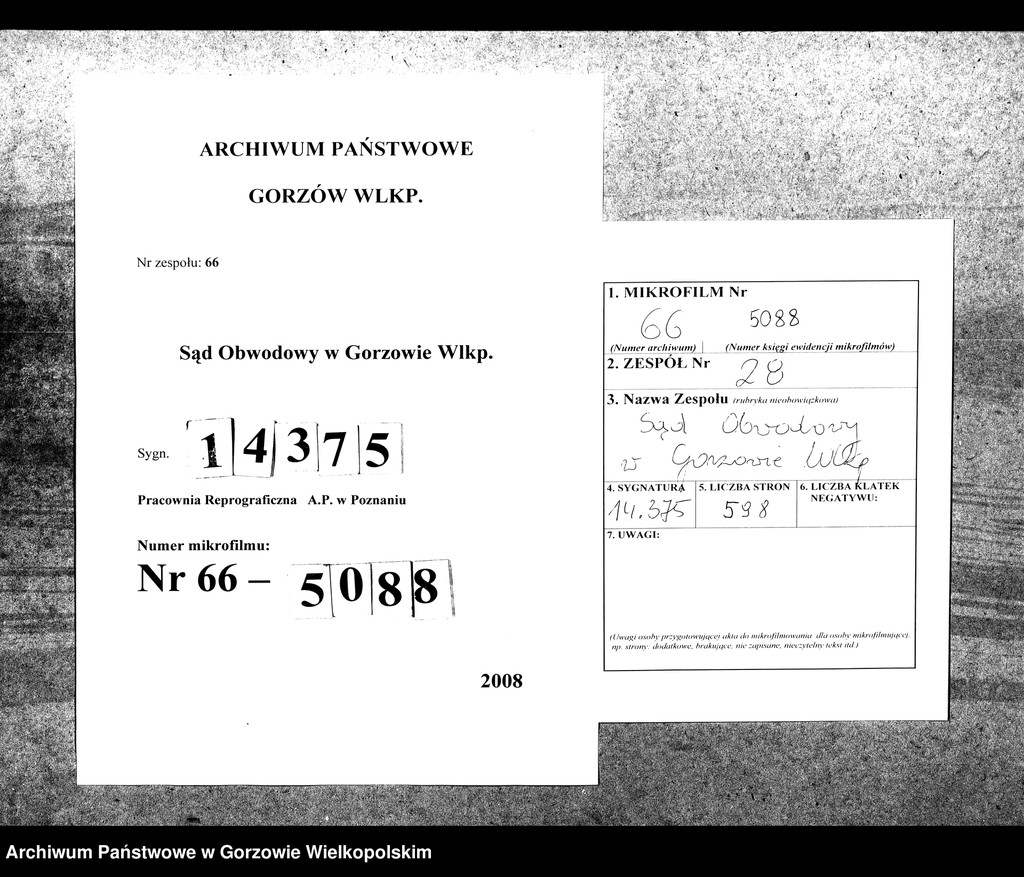 ARCHIWUM PAŃSTWOWE
GORZÓW WLKP.
Nr zespołu: 66
Sąd Obwodowy w Gorzowie Wlkp.
Sygn. 14375
Pracownia Reprograficzna A.P. w Poznaniu
Numer mikrofilmu:
Nr 66 – 5088
2008
1. MIKROFILM Nr
66 5088
(Numer archiwum) (Numer księgi ewidencji mikrofilmów)
2. ZESPÓŁ Nr 28
3. Nazwa Zespołu (rubryka nieobowiązkowa)
Sąd Obwodowy
w Gorzowie Wlkp
4. SYGNATURA
14.375
5. LICZBA STRON
598
6. LICZBA KLATEK
NEGATYWU:
7. UWAGI:
(Uwagi osoby przygotowującej akta do mikrofilmowania dla osoby mikrofilmującej,
np. strony: dodatkowe, brakujące, nie zapisane, nieczytelny tekst itd.)
Archiwum Państwowe w Gorzowie Wielkopolskim